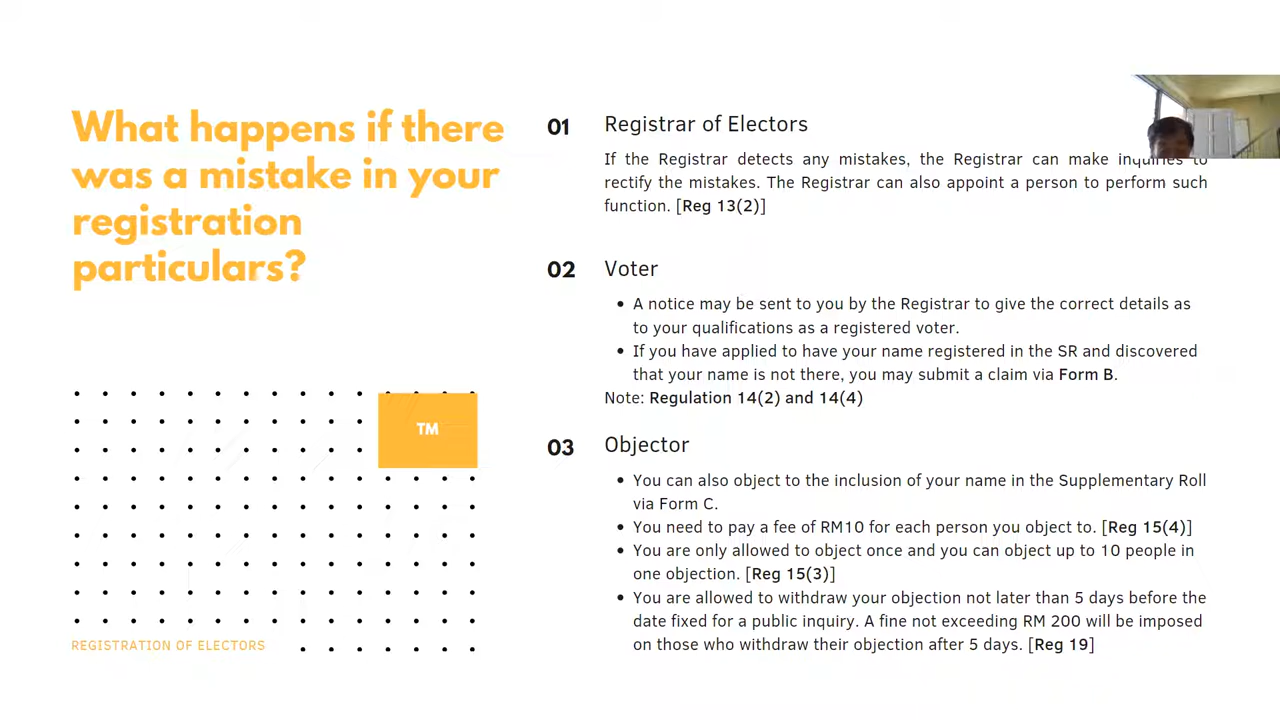 What happens if there
was a mistake in your
registration
particulars?
TM
REGISTRATION OF ELECTORS
01 Registrar of Electors
If the Registrar detects any mistakes, the Registrar can make inquiries to
rectify the mistakes. The Registrar can also appoint a person to perform such
function. [Reg 13(2)]
02 Voter
• A notice may be sent to you by the Registrar to give the correct details as
to your qualifications as a registered voter.
• If you have applied to have your name registered in the SR and discovered
that your name is not there, you may submit a claim via Form B.
Note: Regulation 14(2) and 14(4)
03 Objector
• You can also object to the inclusion of your name in the Supplementary Roll
via Form C.
• You need to pay a fee of RM10 for each person you object to. [Reg 15(4)]
• You are only allowed to object once and you can object up to 10 people in
one objection. [Reg 15(3)]
• You are allowed to withdraw your objection not later than 5 days before the
date fixed for a public inquiry. A fine not exceeding RM 200 will be imposed
on those who withdraw their objection after 5 days. [Reg 19]